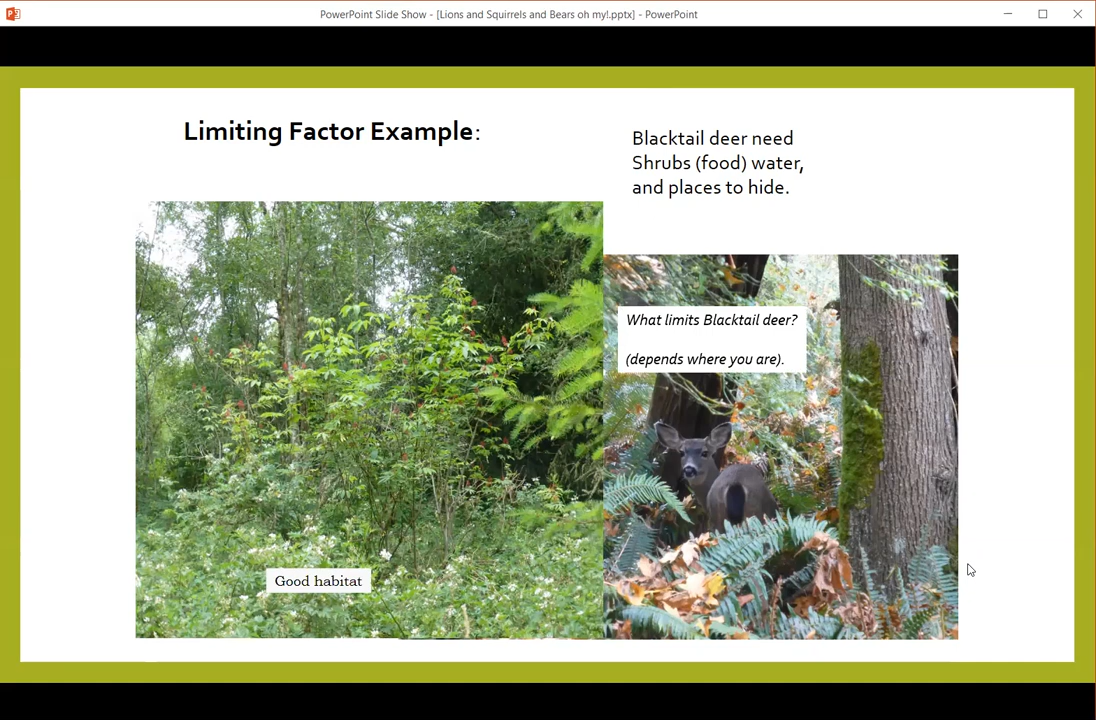 PowerPoint Slide Show - [Lions and Squirrels and Bears oh my!.pptx] - PowerPoint
Limiting Factor Example:
Blacktail deer need
Shrubs (food) water,
and places to hide.
What limits Blacktail deer?
(depends where you are).
Good habitat